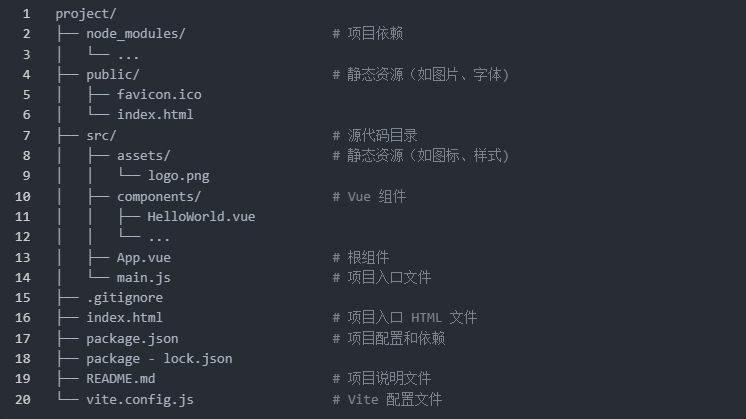 1 project/
2 ├── node_modules/ # 项目依赖
3 │   └── ...
4 ├── public/ # 静态资源（如图片、字体)
5 │   ├── favicon.ico
6 │   └── index.html
7 ├── src/ # 源代码目录
8 │   ├── assets/ # 静态资源（如图标、样式)
9 │   │   └── logo.png
10 │   ├── components/ # Vue 组件
11 │   │   ├── HelloWorld.vue
12 │   │   └── ...
13 │   ├── App.vue # 根组件
14 │   └── main.js # 项目入口文件
15 ├── .gitignore
16 ├── index.html # 项目入口 HTML 文件
17 ├── package.json # 项目配置和依赖
18 ├── package - lock.json
19 ├── README.md # 项目说明文件
20 └── vite.config.js # Vite 配置文件